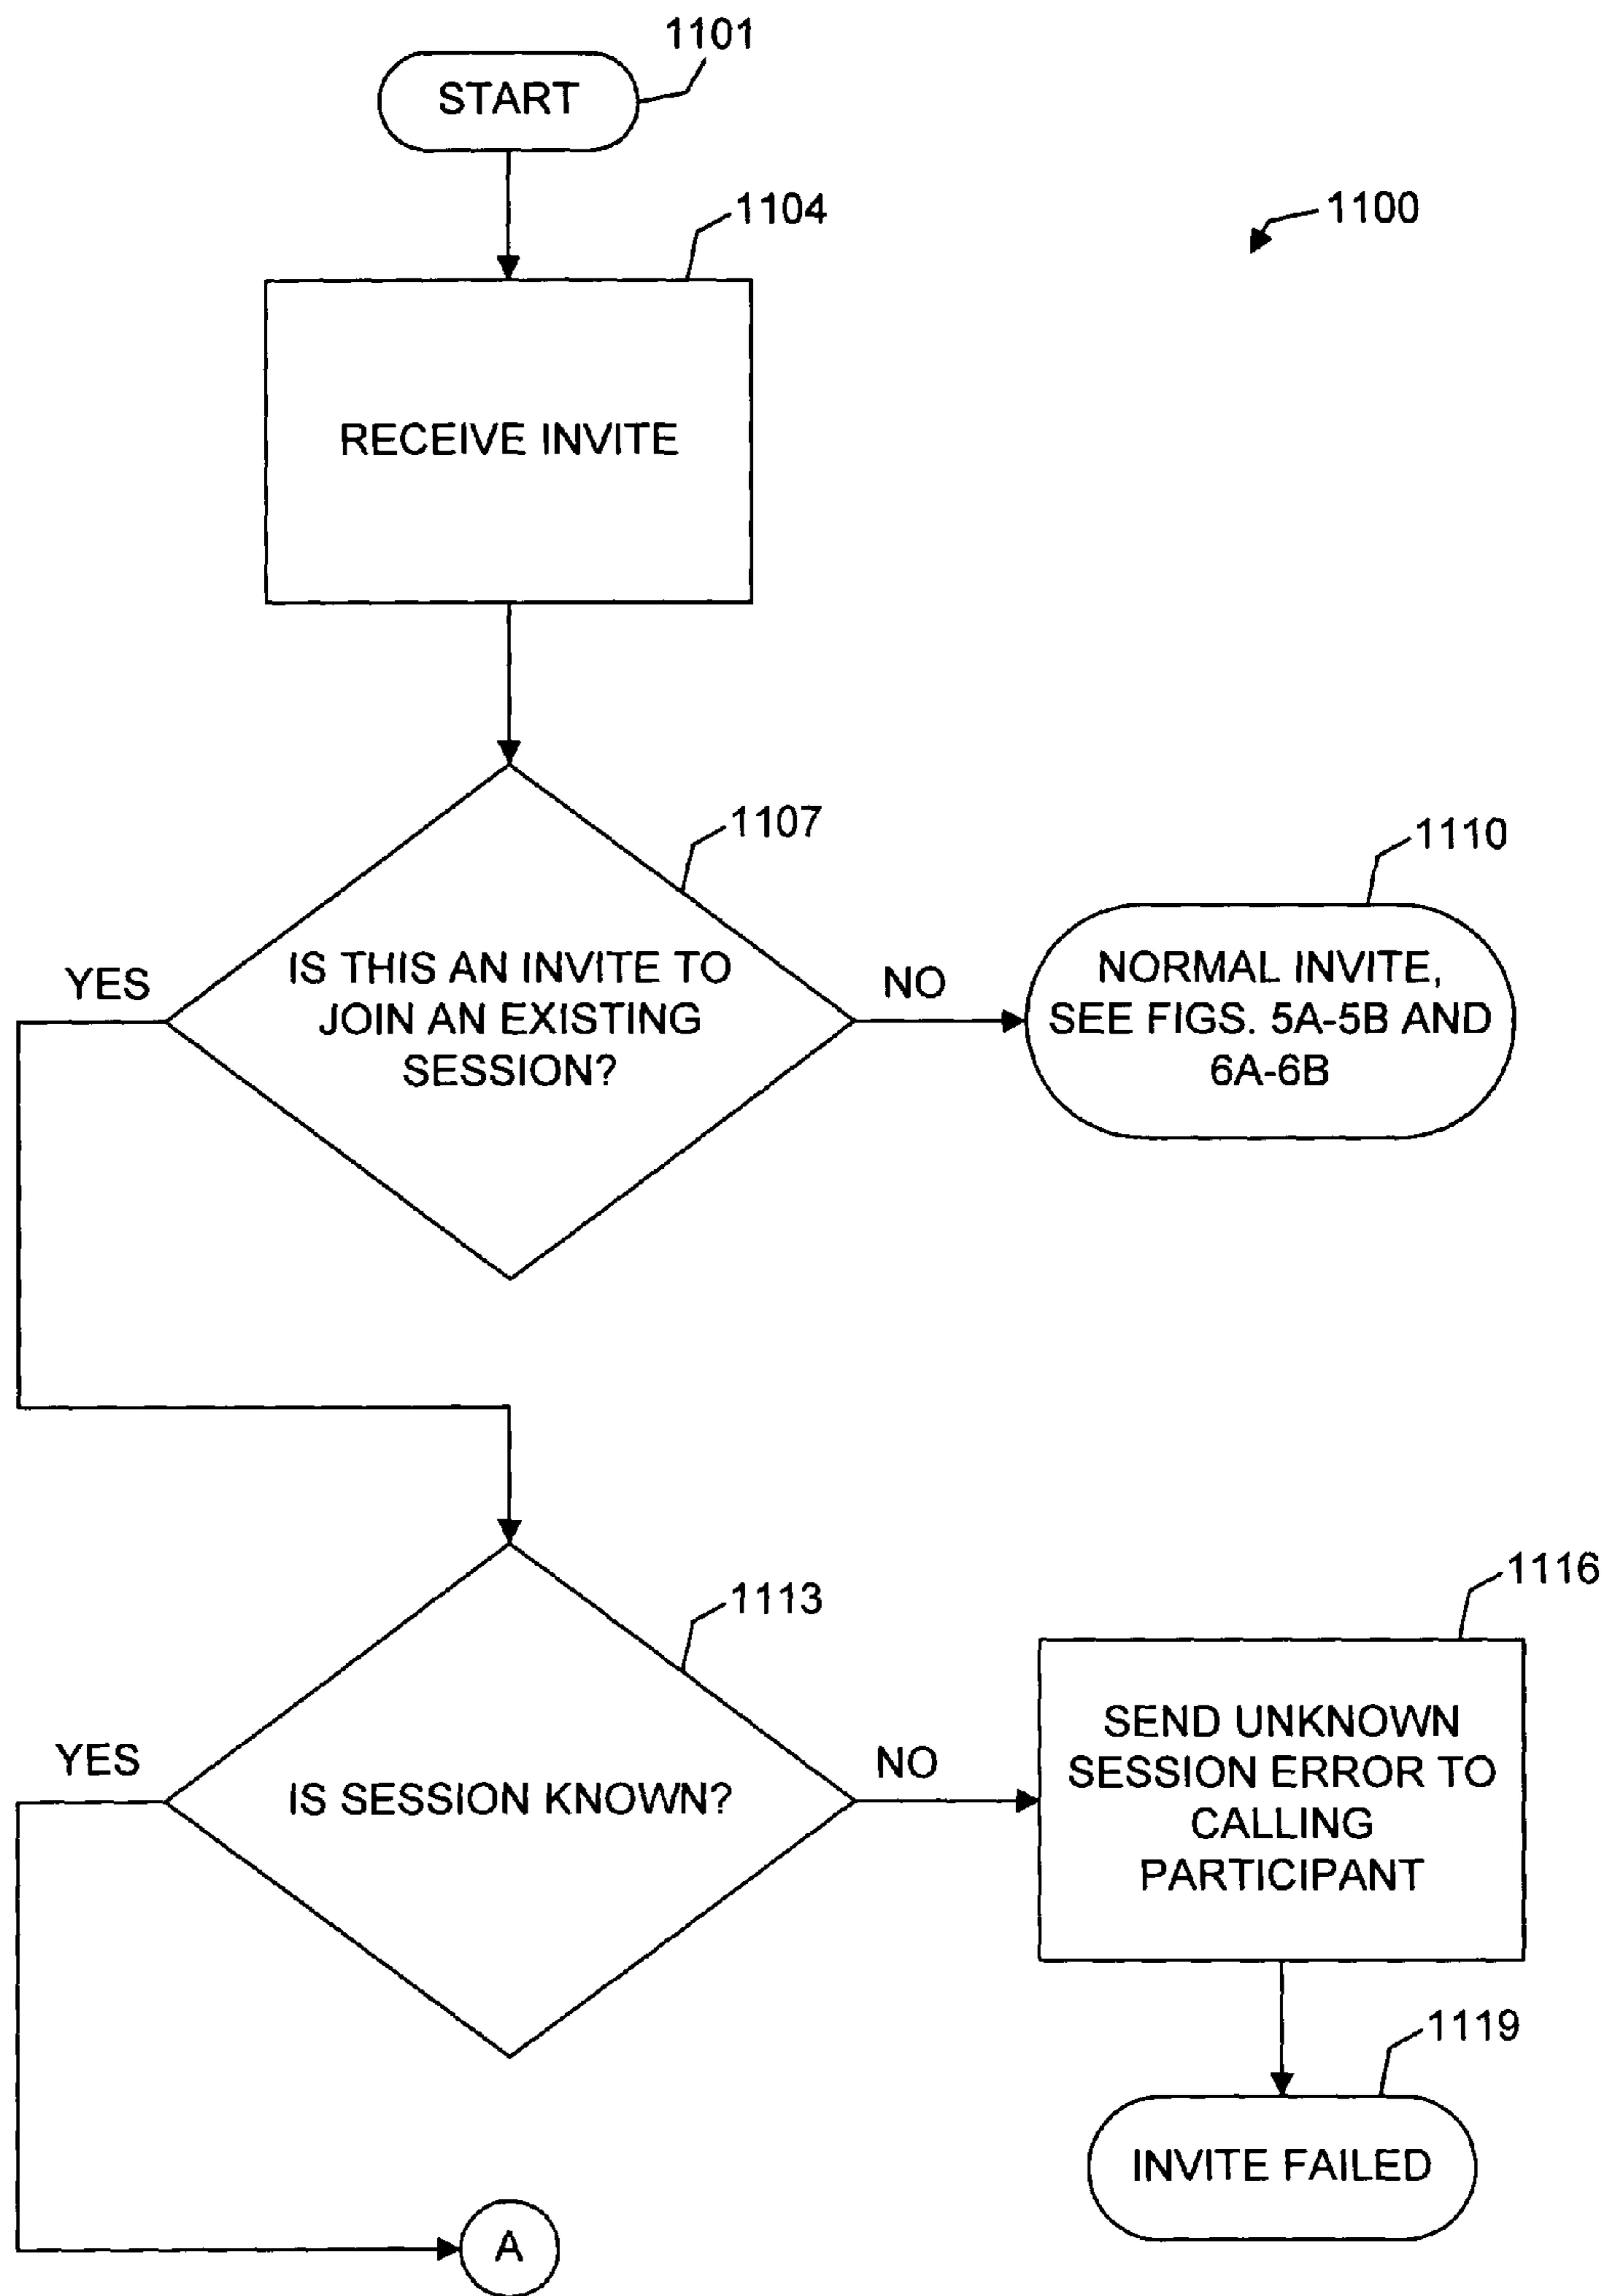 1101
START
1104
1100
RECEIVE INVITE
1107
1110
YES
IS THIS AN INVITE TO
JOIN AN EXISTING
SESSION?
NO
NORMAL INVITE,
SEE FIGS. 5A-5B AND
6A-6B
1113
1116
YES
IS SESSION KNOWN?
NO
SEND UNKNOWN
SESSION ERROR TO
CALLING
PARTICIPANT
1119
INVITE FAILED
A